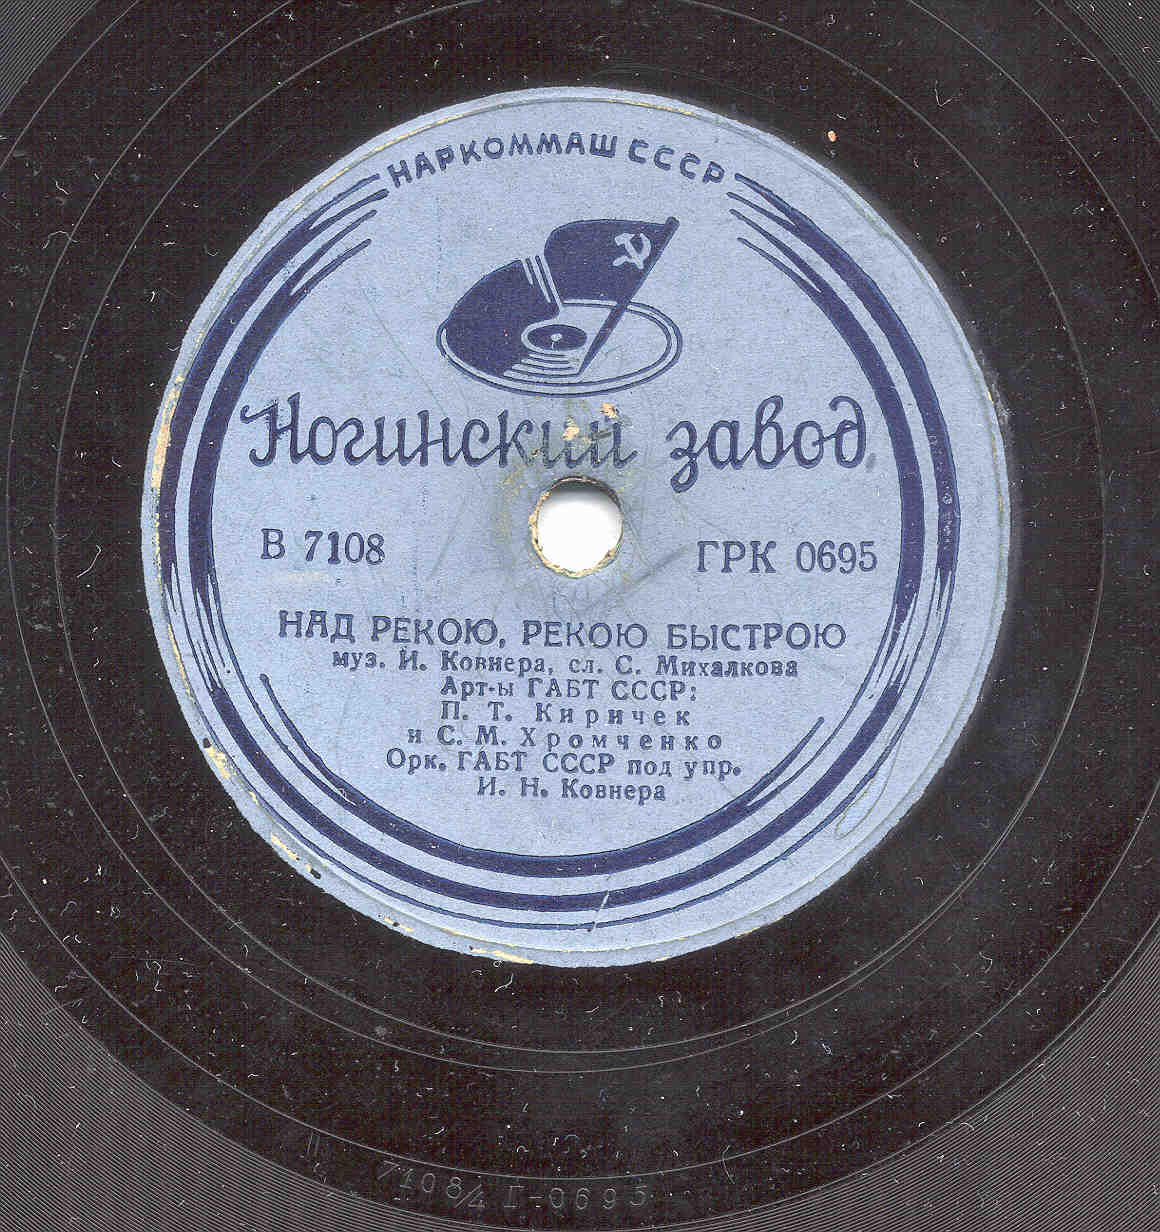 НАРКОММАШ СССР
Ногинский завод
В 7108
ГРК 0695
НАД РЕКОЮ, РЕКОЮ БЫСТРОЮ
муз. И. Ковнера, сл. С. Михалкова
Арт-ы ГАБТ СССР:
П. Т. Киричек
и С. М. Хромченко
Орк. ГАБТ СССР под упр.
И. Н. Ковнера
7108/4 Г-0695